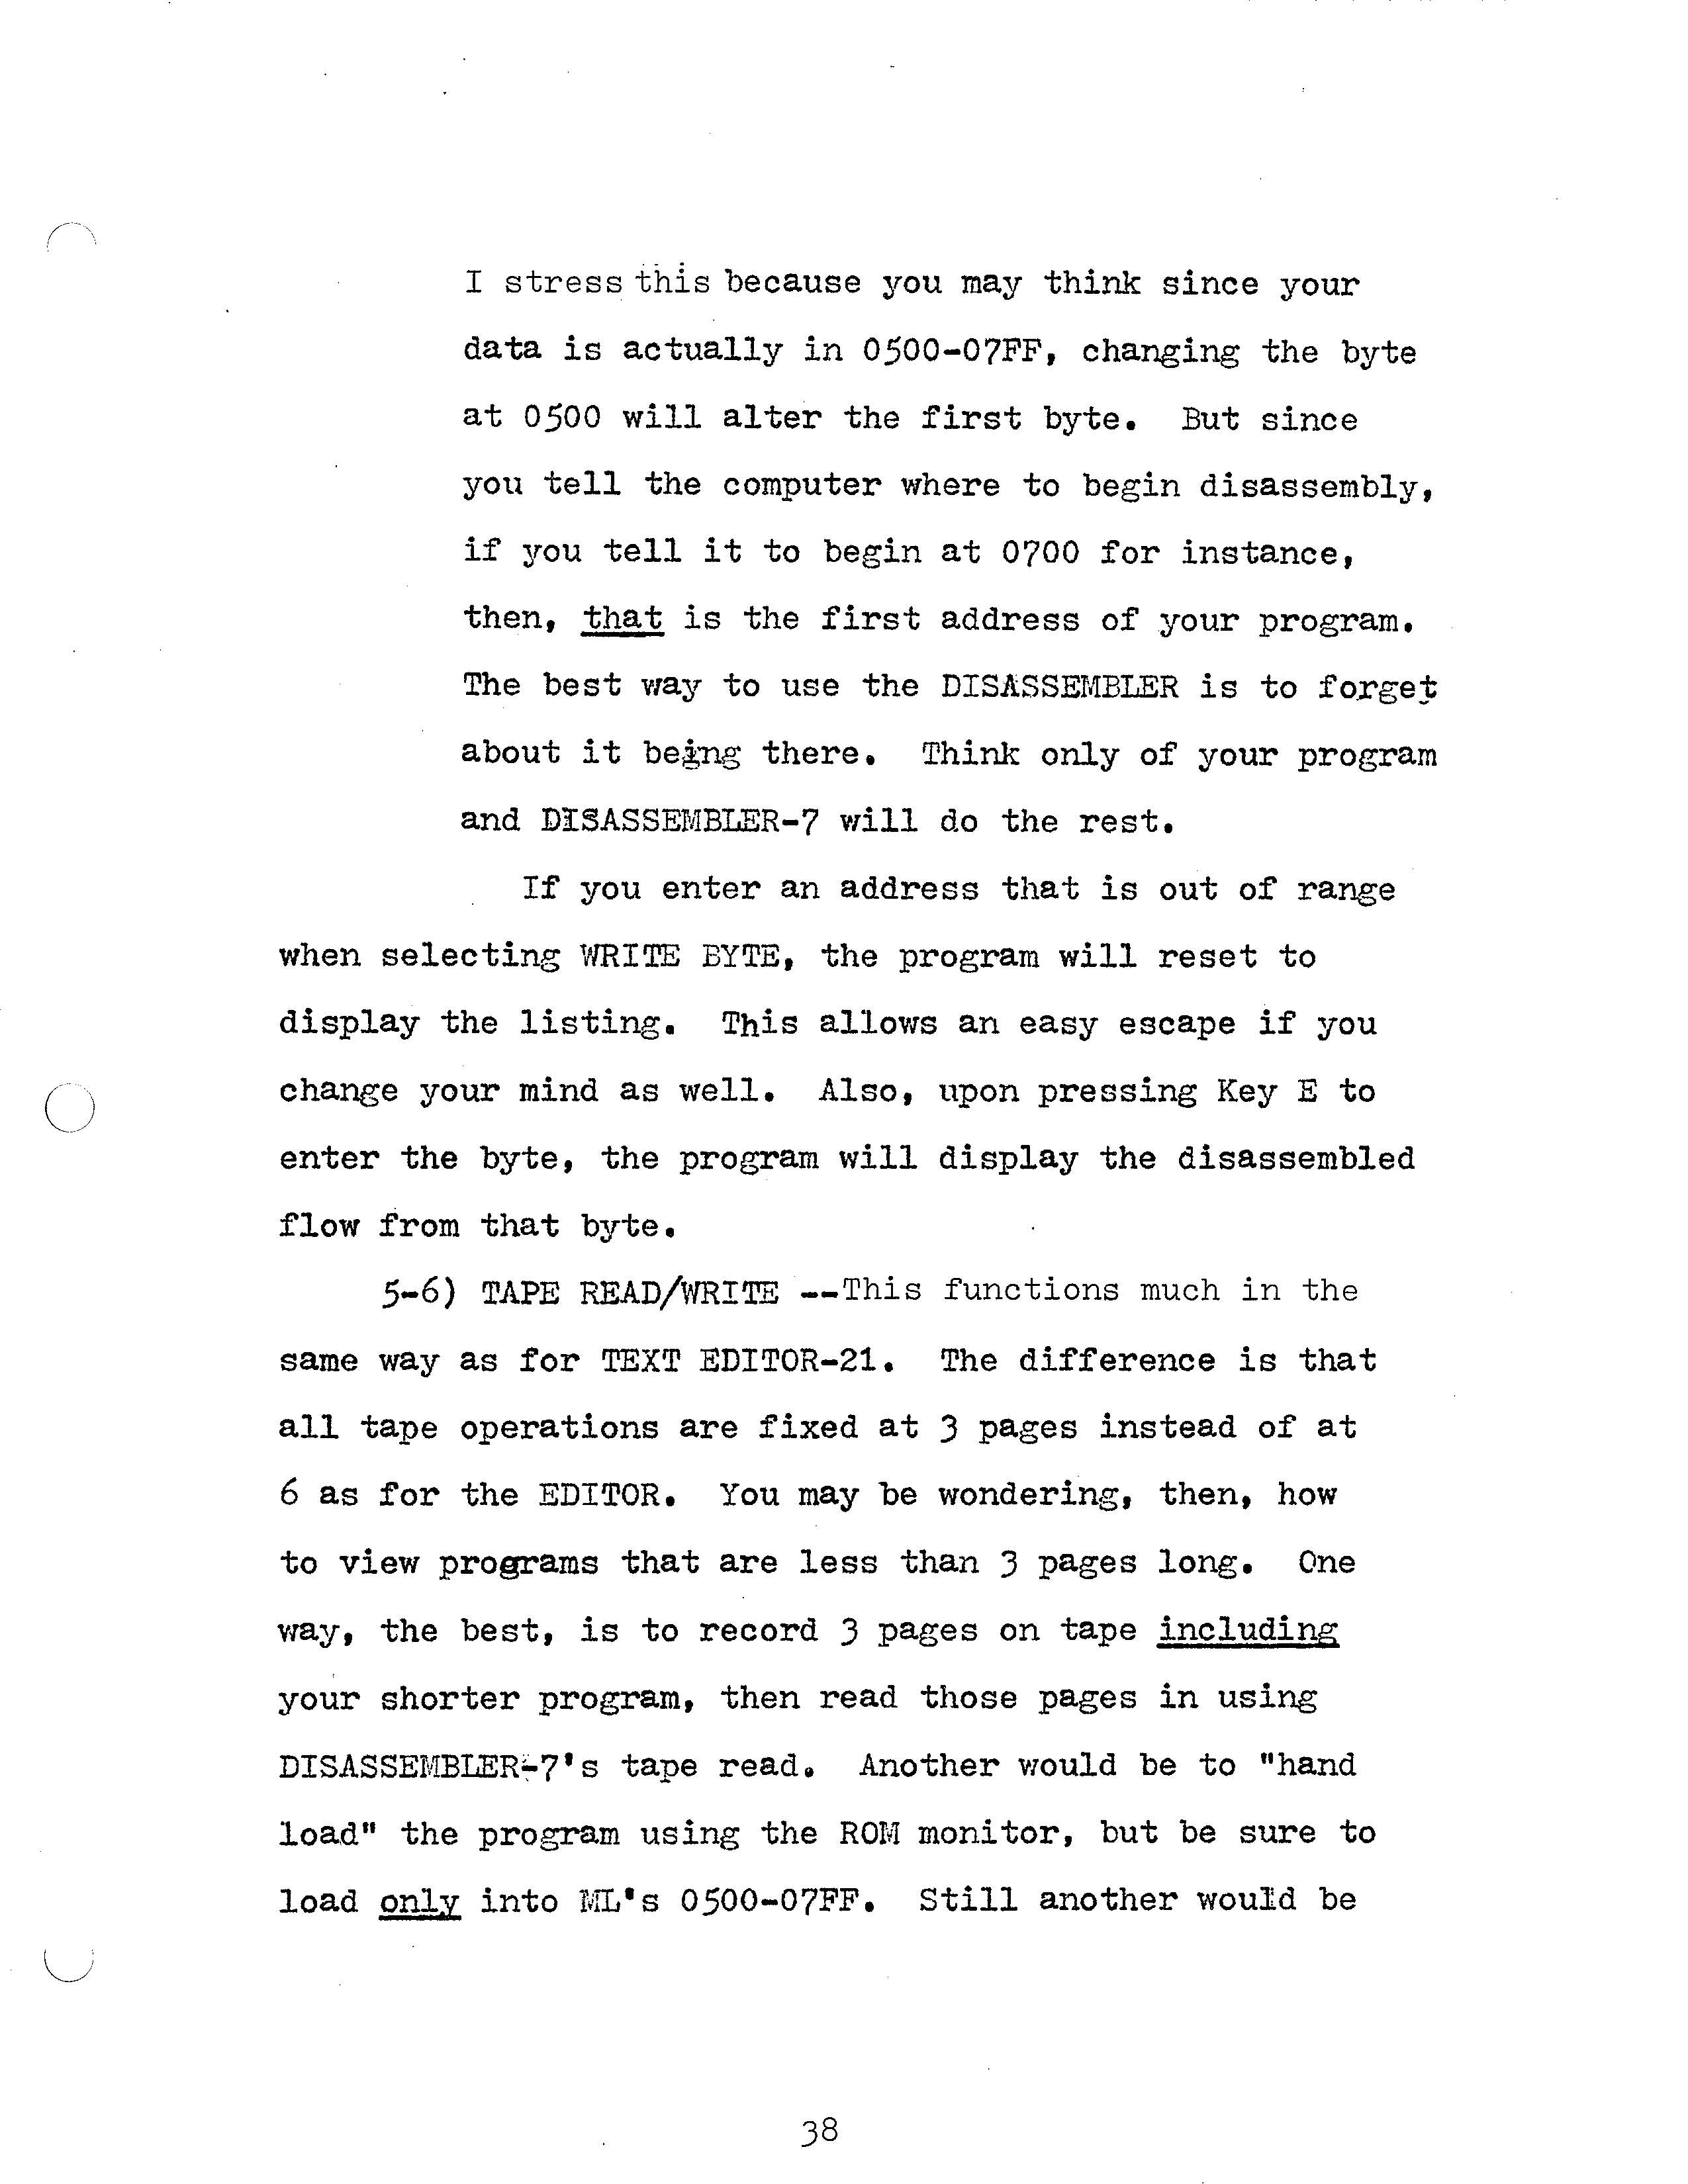 I stress this because you may think since your
data is actually in 0500-07FF, changing the byte
at 0500 will alter the first byte.  But since
you tell the computer where to begin disassembly,
if you tell it to begin at 0700 for instance,
then, that is the first address of your program.
The best way to use the DISASSEMBLER is to forget
about it being there.  Think only of your program
and DISASSEMBLER-7 will do the rest.
If you enter an address that is out of range
when selecting WRITE BYTE, the program will reset to
display the listing.  This allows an easy escape if you
change your mind as well.  Also, upon pressing Key E to
enter the byte, the program will display the disassembled
flow from that byte.
5-6) TAPE READ/WRITE --This functions much in the
same way as for TEXT EDITOR-21.  The difference is that
all tape operations are fixed at 3 pages instead of at
6 as for the EDITOR.  You may be wondering, then, how
to view programs that are less than 3 pages long.  One
way, the best, is to record 3 pages on tape including
your shorter program, then read those pages in using
DISASSEMBLER-7's tape read.  Another would be to "hand
load" the program using the ROM monitor, but be sure to
load only into ML's 0500-07FF.  Still another would be
38